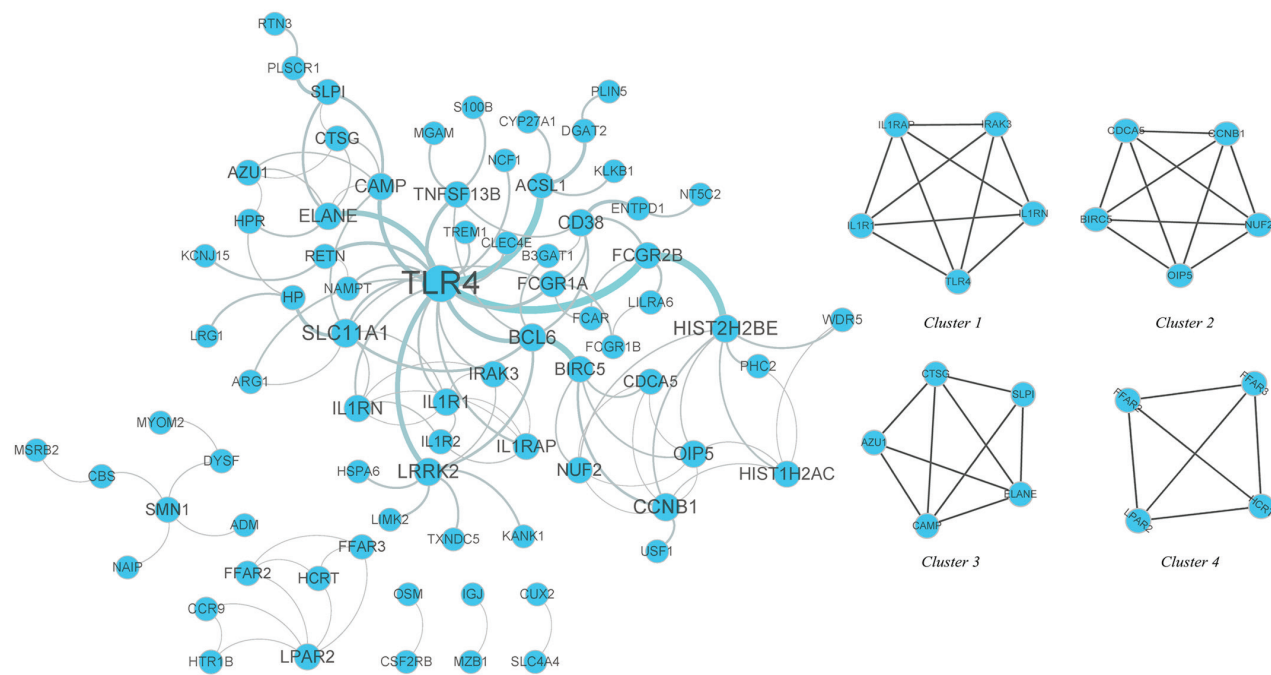 RTN3
PLSCR1
SLPI
CTSG
AZU1
CAMP
HPR
ELANE
KCNJ15
RETN
NAMPT
HP
LRG1
SLC11A1
ARG1
MGAM
S100B
NCF1
TNFSF13B
TREM1
CLEC4E
TLR4
CYP27A1
PLIN5
DGAT2
KLKB1
ACSL1
CD38
ENTPD1
NT5C2
B3GAT1
FCGR2B
FCGR1A
LILRA6
FCAR
FCGR1B
BCL6
HIST2H2BE
WDR5
PHC2
BIRC5
CDCA5
IRAK3
IL1RN
IL1R1
IL1R2
IL1RAP
NUF2
OIP5
HIST1H2AC
CCNB1
USF1
HSPA6
LRRK2
LIMK2
TXNDC5
KANK1
MYOM2
MSRB2
CBS
DYSF
SMN1
ADM
NAIP
FFAR3
FFAR2
HCRT
CCR9
HTR1B
LPAR2
OSM
CSF2RB
IGJ
MZB1
CUX2
SLC4A4
IL1RAP
IRAK3
IL1R1
IL1RN
TLR4
Cluster 1
CDCA5
CCNB1
BIRC5
NUF2
OIP5
Cluster 2
CTSG
SLPI
AZU1
ELANE
CAMP
Cluster 3
FFAR2
FFAR3
LPAR2
Cluster 4